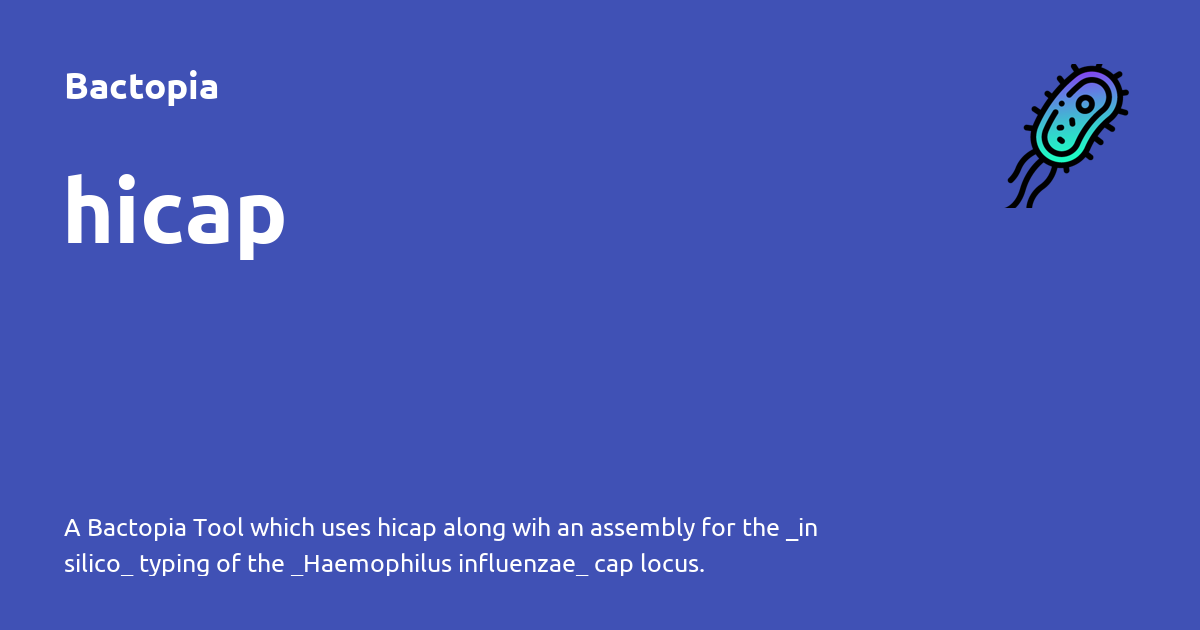 Bactopia
hicap
A Bactopia Tool which uses hicap along wih an assembly for the _in
silico_ typing of the _Haemophilus influenzae_ cap locus.